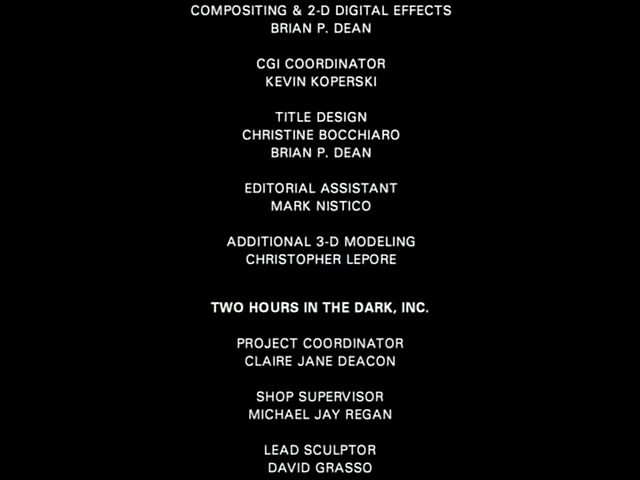 COMPOSITING & 2-D DIGITAL EFFECTS
BRIAN P. DEAN
CGI COORDINATOR
KEVIN KOPERSKI
TITLE DESIGN
CHRISTINE BOCCHIARO
BRIAN P. DEAN
EDITORIAL ASSISTANT
MARK NISTICO
ADDITIONAL 3-D MODELING
CHRISTOPHER LEPORE
TWO HOURS IN THE DARK, INC.
PROJECT COORDINATOR
CLAIRE JANE DEACON
SHOP SUPERVISOR
MICHAEL JAY REGAN
LEAD SCULPTOR
DAVID GRASSO